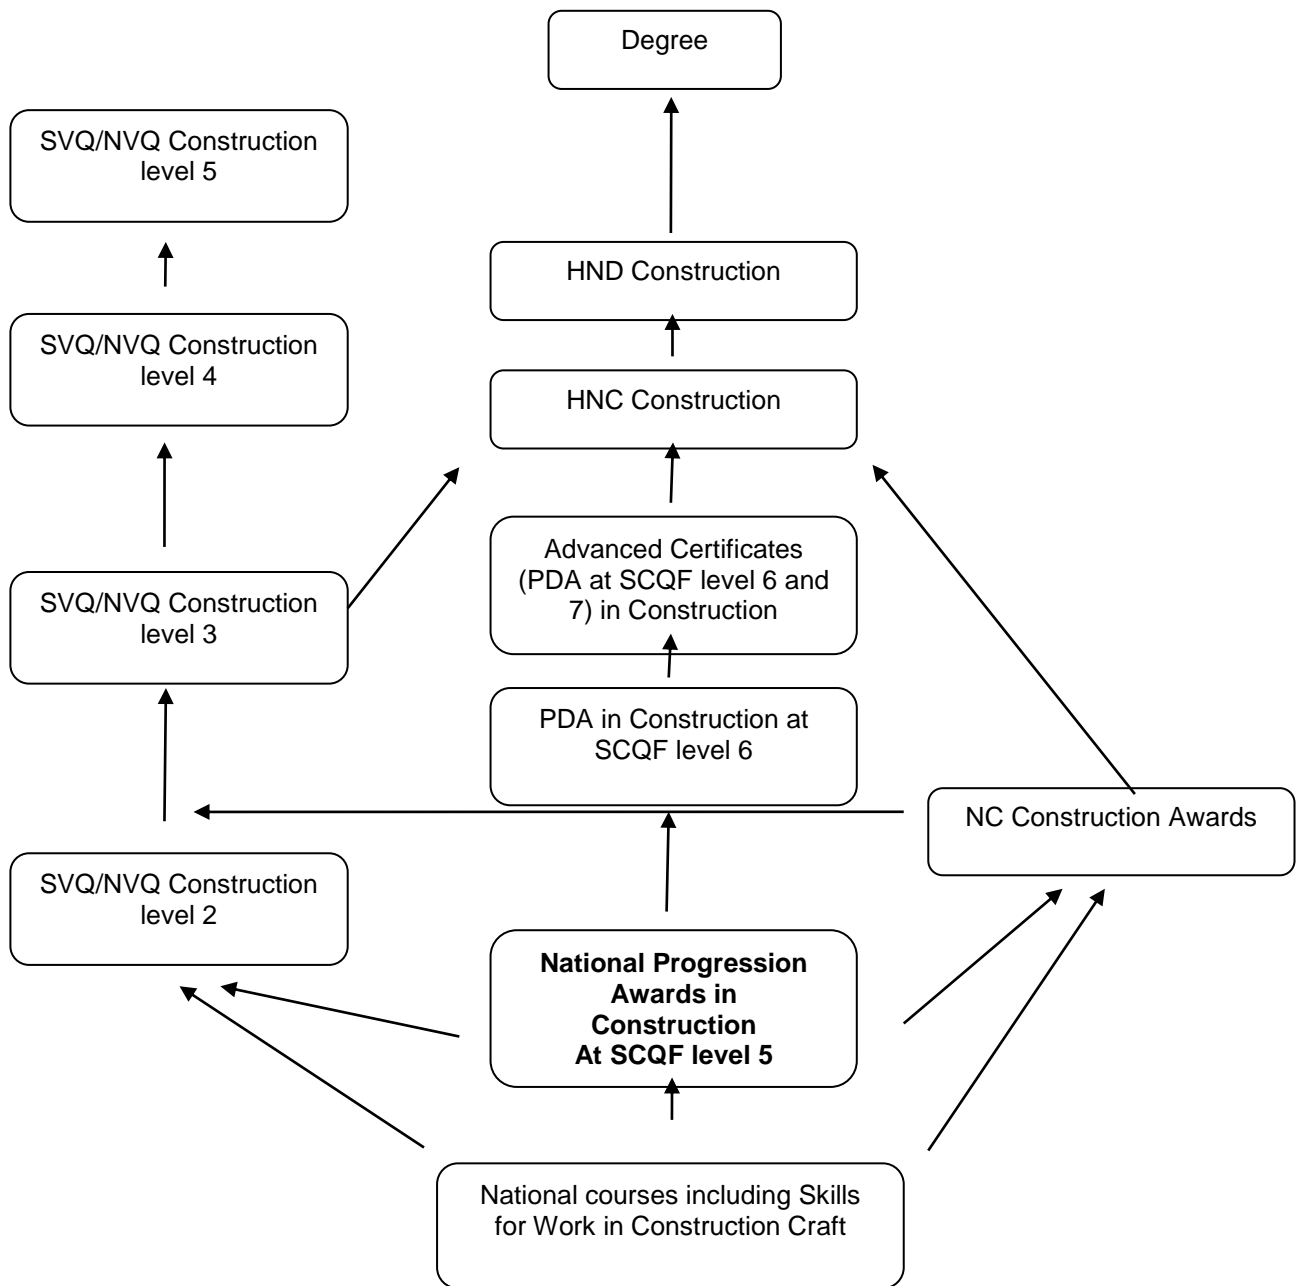 Degree
SVQ/NVQ Construction
level 5
HND Construction
SVQ/NVQ Construction
level 4
HNC Construction
Advanced Certificates
(PDA at SCQF level 6 and
7) in Construction
SVQ/NVQ Construction
level 3
PDA in Construction at
SCQF level 6
NC Construction Awards
SVQ/NVQ Construction
level 2
National Progression
Awards in
Construction
At SCQF level 5
National courses including Skills
for Work in Construction Craft